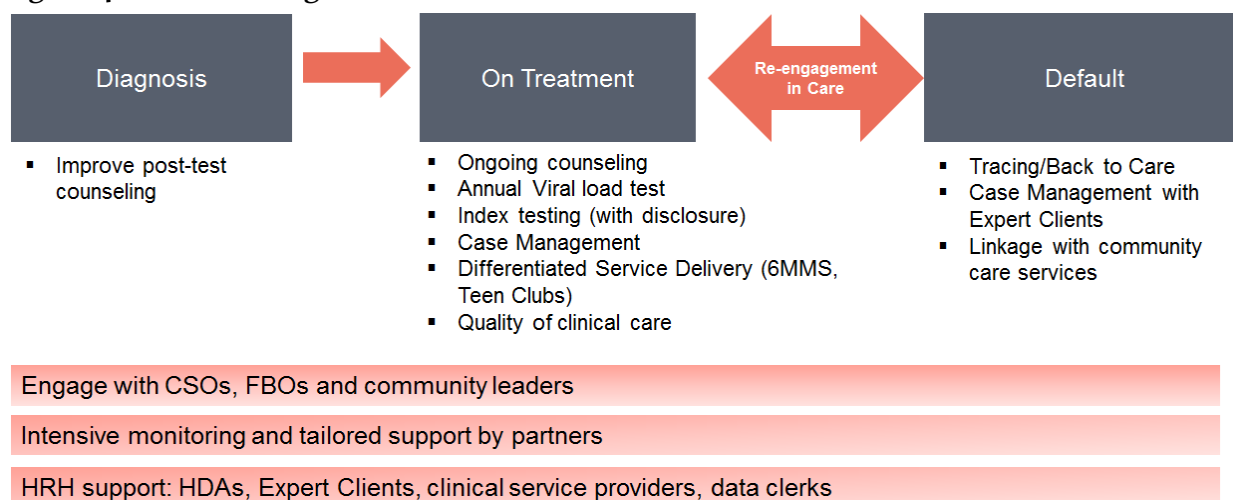 Diagnosis
On Treatment
Re-engagement
in Care
Default
▪ Improve post-test
counseling
▪ Ongoing counseling
▪ Annual Viral load test
▪ Index testing (with disclosure)
▪ Case Management
▪ Differentiated Service Delivery (6MMS,
Teen Clubs)
▪ Quality of clinical care
▪ Tracing/Back to Care
▪ Case Management with
Expert Clients
▪ Linkage with community
care services
Engage with CSOs, FBOs and community leaders
Intensive monitoring and tailored support by partners
HRH support: HDAs, Expert Clients, clinical service providers, data clerks